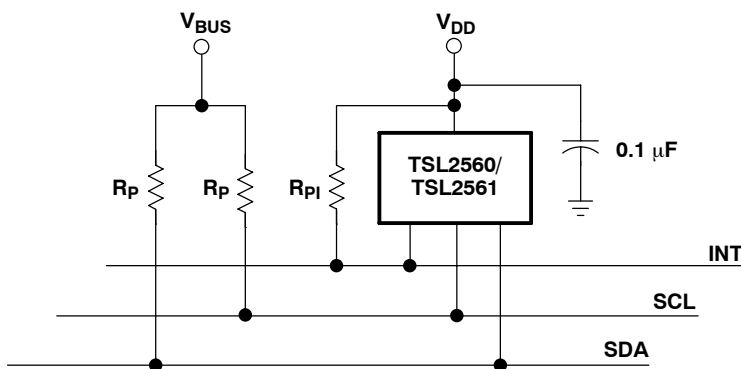 VBUS
VDD
TSL2560/
TSL2561
0.1 μF
RP
RP
RPI
INT
SCL
SDA